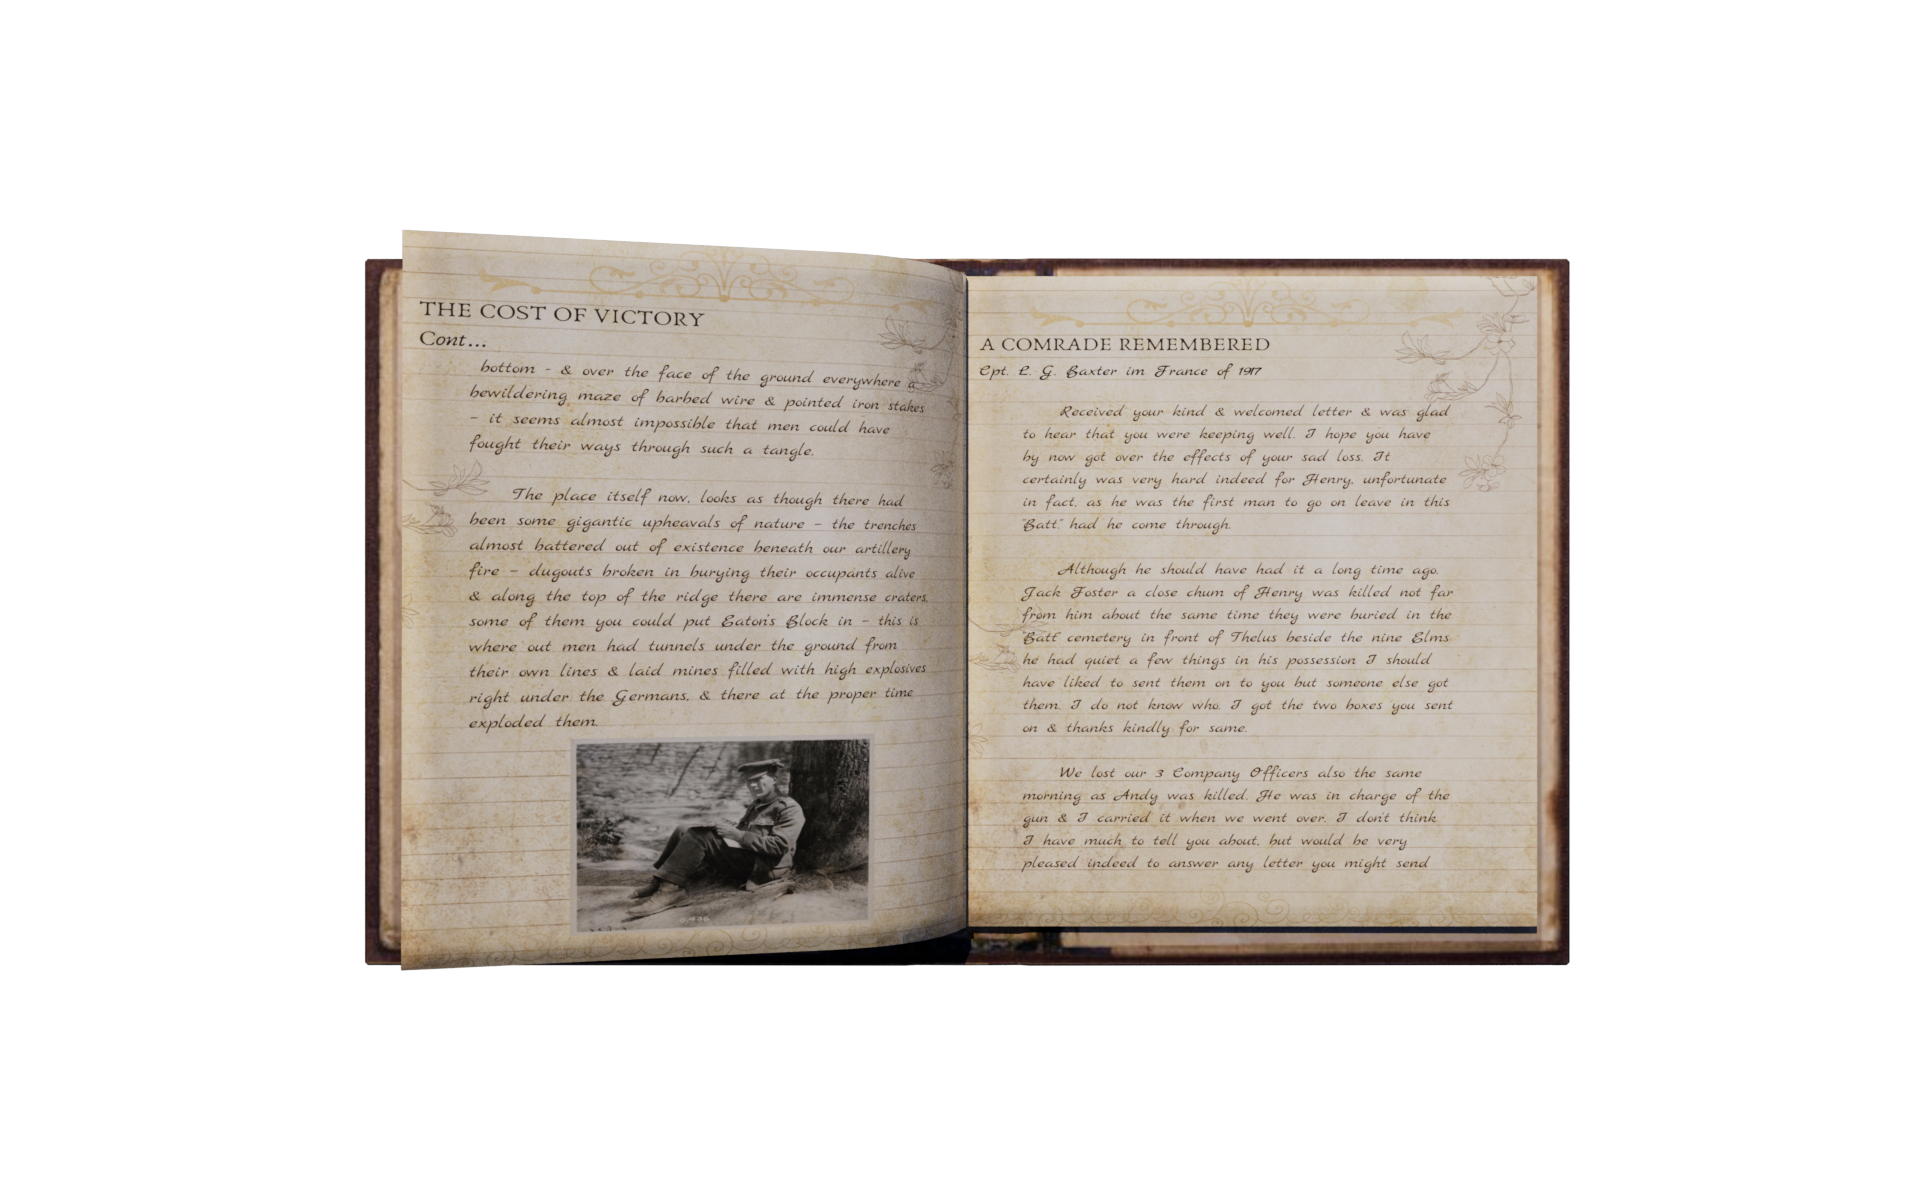 THE COST OF VICTORY
Cont...
bottom - & over the face of the ground everywhere a
bewildering maze of barbed wire & pointed iron stakes
- it seems almost impossible that men could have
fought their ways through such a tangle.
The place itself now, looks as though there had
been some gigantic upheavals of nature - the trenches
almost battered out of existence beneath our artillery
fire - dugouts broken in burying their occupants alive
& along the top of the ridge there are immense craters,
some of them you could put Eaton's Block in - this is
where out men had tunnels under the ground from
their own lines & laid mines filled with high explosives
right under the Germans, & there at the proper time
exploded them.
A COMRADE REMEMBERED
Cpt. L. G. Baxter im France of 1917
Received your kind & welcomed letter & was glad
to hear that you were keeping well. I hope you have
by now got over the effects of your sad loss. It
certainly was very hard indeed for Henry, unfortunate
in fact, as he was the first man to go on leave in this
"Batt." had he come through.
Although he should have had it a long time ago.
Jack Foster a close chum of Henry was killed not far
from him about the same time they were buried in the
"Batt" cemetery in front of Thelus beside the nine Elms
he had quiet a few things in his possession I should
have liked to sent them on to you but someone else got
them. I do not know who. I got the two boxes you sent
on & thanks kindly for same.
We lost our 3 Company Officers also the same
morning as Andy was killed. He was in charge of the
gun & I carried it when we went over. I don't think
I have much to tell you about, but would be very
pleased indeed to answer any letter you might send